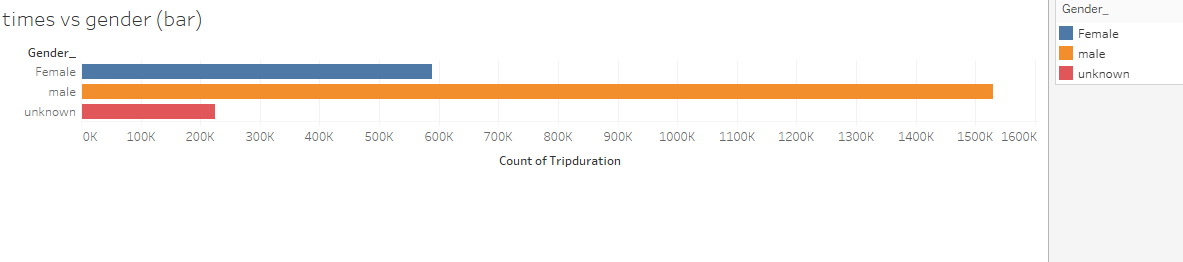 times vs gender (bar)
Gender_
Female
male
unknown
0K 100K 200K 300K 400K 500K 600K 700K 800K 900K 1000K 1100K 1200K 1300K 1400K 1500K 1600K
Count of Tripduration
Gender_
Female
male
unknown